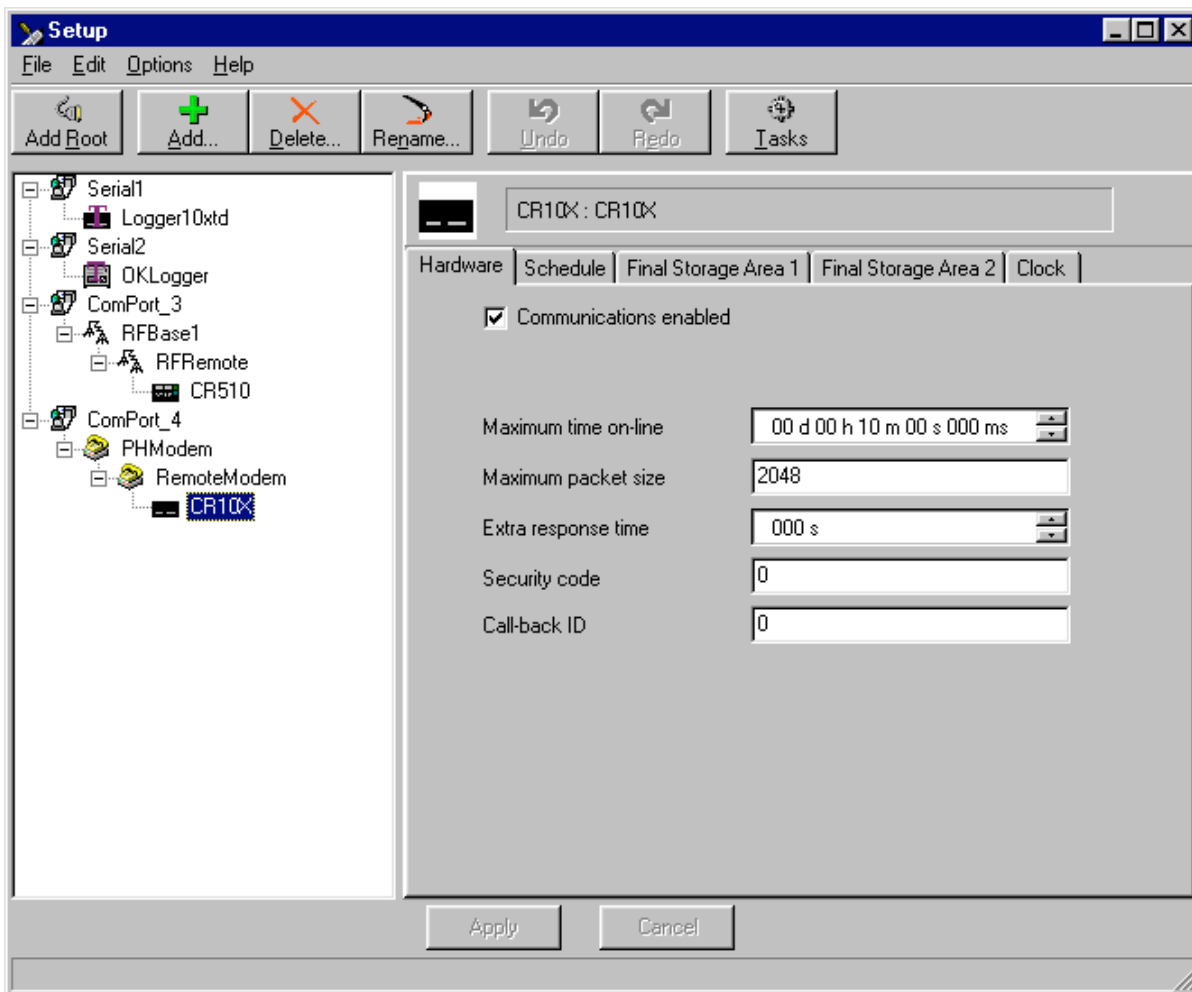 Setup
File Edit Options Help
Add Root Add... Delete... Rename... Undo Redo Tasks
Serial1
Logger10xtd
Serial2
OKLogger
ComPort_3
RFBase1
RFRemote
CR510
ComPort_4
PHModem
RemoteModem
CR10X
CR10X : CR10X
Hardware Schedule Final Storage Area 1 Final Storage Area 2 Clock
Communications enabled
Maximum time on-line 00 d 00 h 10 m 00 s 000 ms
Maximum packet size 2048
Extra response time 000 s
Security code 0
Call-back ID 0
Apply Cancel